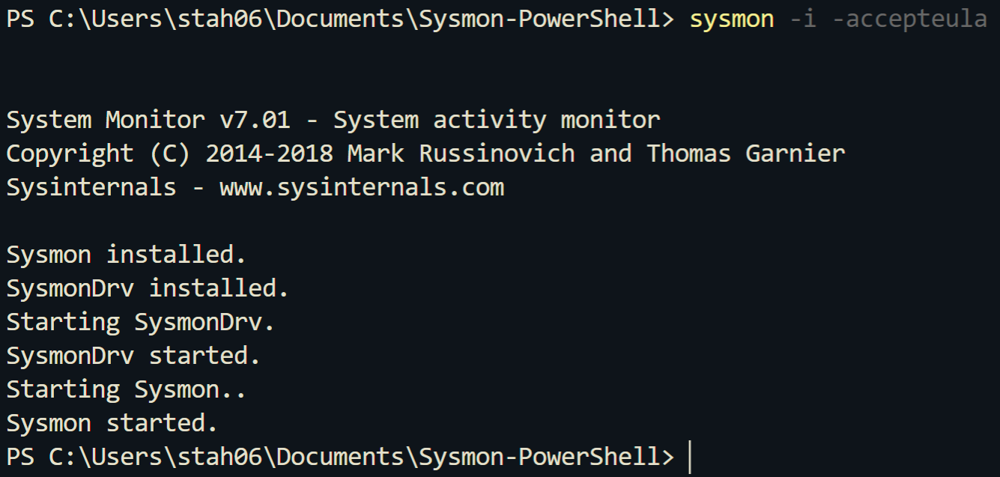 PS C:\Users\stah06\Documents\Sysmon-PowerShell> sysmon -i -accepteula
System Monitor v7.01 - System activity monitor
Copyright (C) 2014-2018 Mark Russinovich and Thomas Garnier
Sysinternals - www.sysinternals.com
Sysmon installed.
SysmonDrv installed.
Starting SysmonDrv.
SysmonDrv started.
Starting Sysmon..
Sysmon started.
PS C:\Users\stah06\Documents\Sysmon-PowerShell>